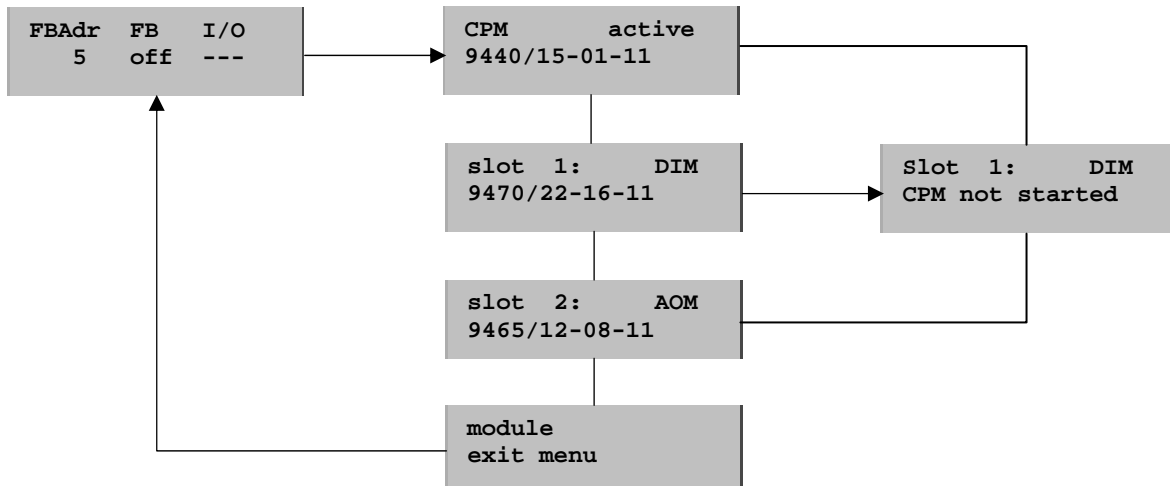 FBAdr FB I/O
5 off ---
CPM active
9440/15-01-11
slot 1: DIM
9470/22-16-11
Slot 1: DIM
CPM not started
slot 2: AOM
9465/12-08-11
module
exit menu